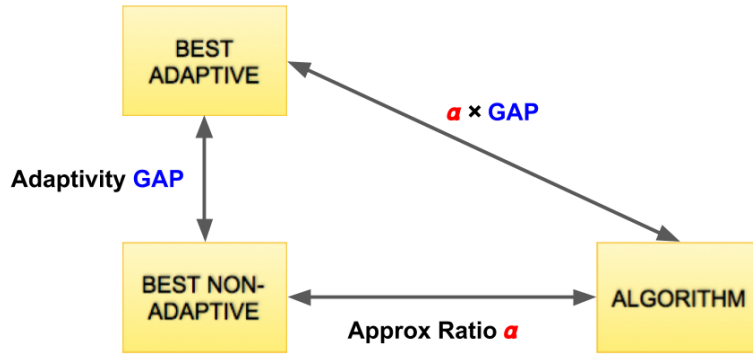 BEST
ADAPTIVE
α × GAP
Adaptivity GAP
BEST NON-
ADAPTIVE
ALGORITHM
Approx Ratio α